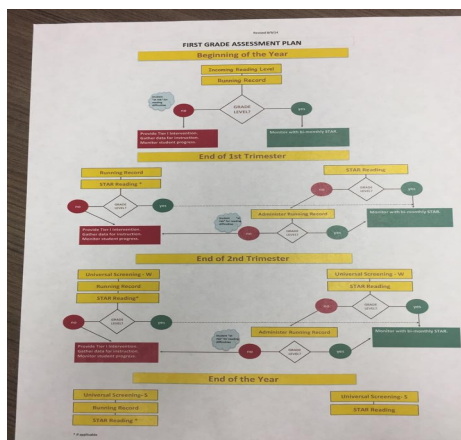 FIRST GRADE ASSESSMENT PLAN
Beginning of the Year
Incoming Reading Level
Running Record
no
GRADE LEVEL?
yes
Provide Tier I intervention.
Gather data for instruction.
Monitor student progress.
Monitor with bi-monthly STAR.
End of 1st Trimester
Running Record
STAR Reading *
STAR Reading
no
GRADE LEVEL?
yes
no
GRADE LEVEL?
yes
Administer Running Record
Monitor with bi-monthly STAR.
no
GRADE LEVEL?
yes
Provide Tier I intervention.
Gather data for instruction.
Monitor student progress.
End of 2nd Trimester
Universal Screening - W
Running Record
STAR Reading*
Universal Screening - W
STAR Reading
no
GRADE LEVEL?
yes
no
GRADE LEVEL?
yes
Administer Running Record
Monitor with bi-monthly STAR.
no
GRADE LEVEL?
yes
Provide Tier I intervention.
Gather data for instruction.
Monitor student progress.
End of the Year
Universal Screening- S
Running Record
STAR Reading *
Universal Screening- S
STAR Reading
* if applicable